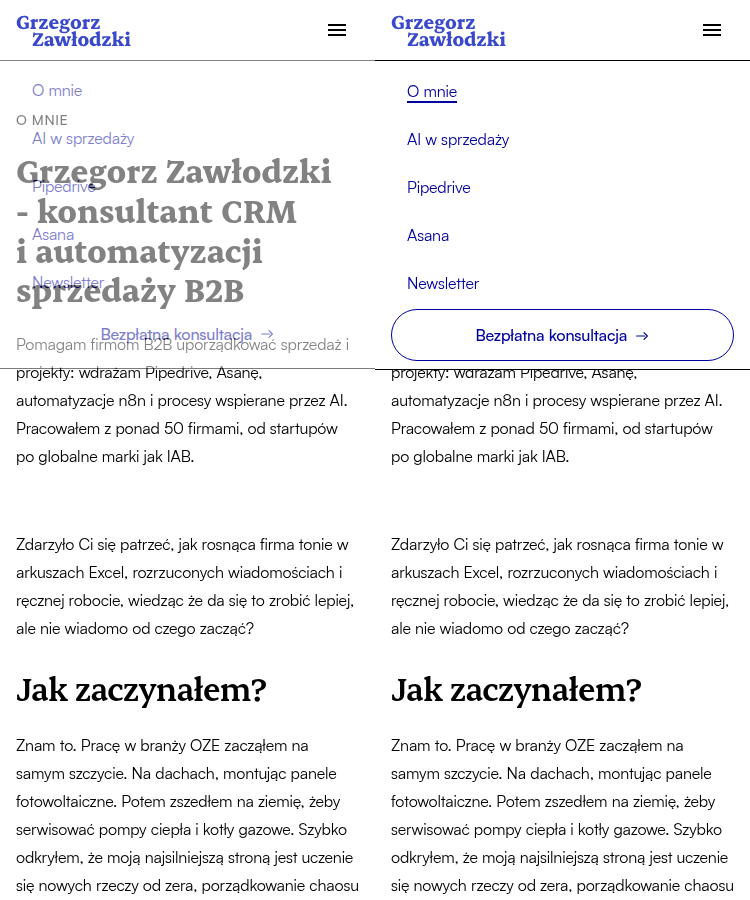 Grzegorz
Zawłodzki
O mnie
O MNIE
AI w sprzedaży
Grzegorz Zawłodzki
Pipedrive
- konsultant CRM
Asana
i automatyzacji
Newsletter
sprzedaży B2B
Bezpłatna konsultacja →
Pomagam firmom B2B uporządkować sprzedaż i
projekty: wdrażam Pipedrive, Asanę,
automatyzacje n8n i procesy wspierane przez AI.
Pracowałem z ponad 50 firmami, od startupów
po globalne marki jak IAB.
Zdarzyło Ci się patrzeć, jak rosnąca firma tonie w
arkuszach Excel, rozrzuconych wiadomościach i
ręcznej robocie, wiedząc że da się to zrobić lepiej,
ale nie wiadomo od czego zacząć?
Jak zaczynałem?
Znam to. Pracę w branży OZE zacząłem na
samym szczycie. Na dachach, montując panele
fotowoltaiczne. Potem zszedłem na ziemię, żeby
serwisować pompy ciepła i kotły gazowe. Szybko
odkryłem, że moją najsilniejszą stroną jest uczenie
się nowych rzeczy od zera, porządkowanie chaosu
Grzegorz
Zawłodzki
O mnie
AI w sprzedaży
Pipedrive
Asana
Newsletter
Bezpłatna konsultacja →
projekty: wdrażam Pipedrive, Asanę,
automatyzacje n8n i procesy wspierane przez AI.
Pracowałem z ponad 50 firmami, od startupów
po globalne marki jak IAB.
Zdarzyło Ci się patrzeć, jak rosnąca firma tonie w
arkuszach Excel, rozrzuconych wiadomościach i
ręcznej robocie, wiedząc że da się to zrobić lepiej,
ale nie wiadomo od czego zacząć?
Jak zaczynałem?
Znam to. Pracę w branży OZE zacząłem na
samym szczycie. Na dachach, montując panele
fotowoltaiczne. Potem zszedłem na ziemię, żeby
serwisować pompy ciepła i kotły gazowe. Szybko
odkryłem, że moją najsilniejszą stroną jest uczenie
się nowych rzeczy od zera, porządkowanie chaosu